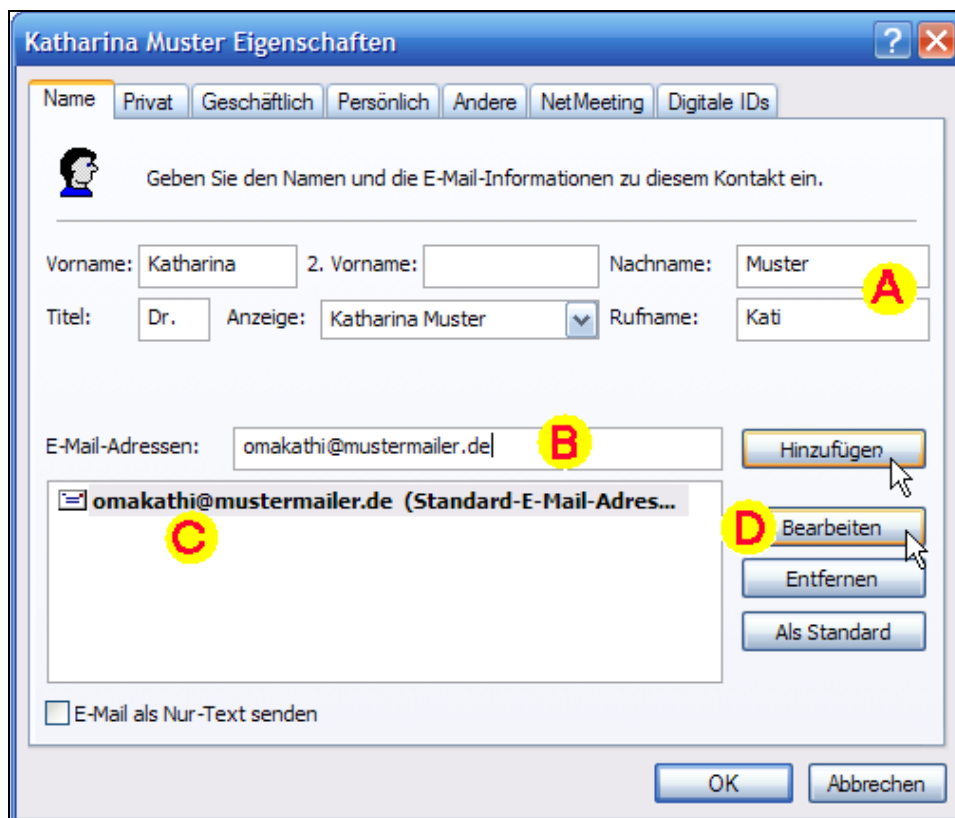 Katharina Muster Eigenschaften ?
Name Privat Geschäftlich Persönlich Andere NetMeeting Digitale IDs
Geben Sie den Namen und die E-Mail-Informationen zu diesem Kontakt ein.
Vorname: Katharina 2. Vorname: Nachname: Muster
A
Titel: Dr. Anzeige: Katharina Muster Rufname: Kati
E-Mail-Adressen: omakathi@mustermailer.de B Hinzufügen
omakathi@mustermailer.de (Standard-E-Mail-Adres...
C D Bearbeiten
Entfernen
Als Standard
E-Mail als Nur-Text senden
OK Abbrechen